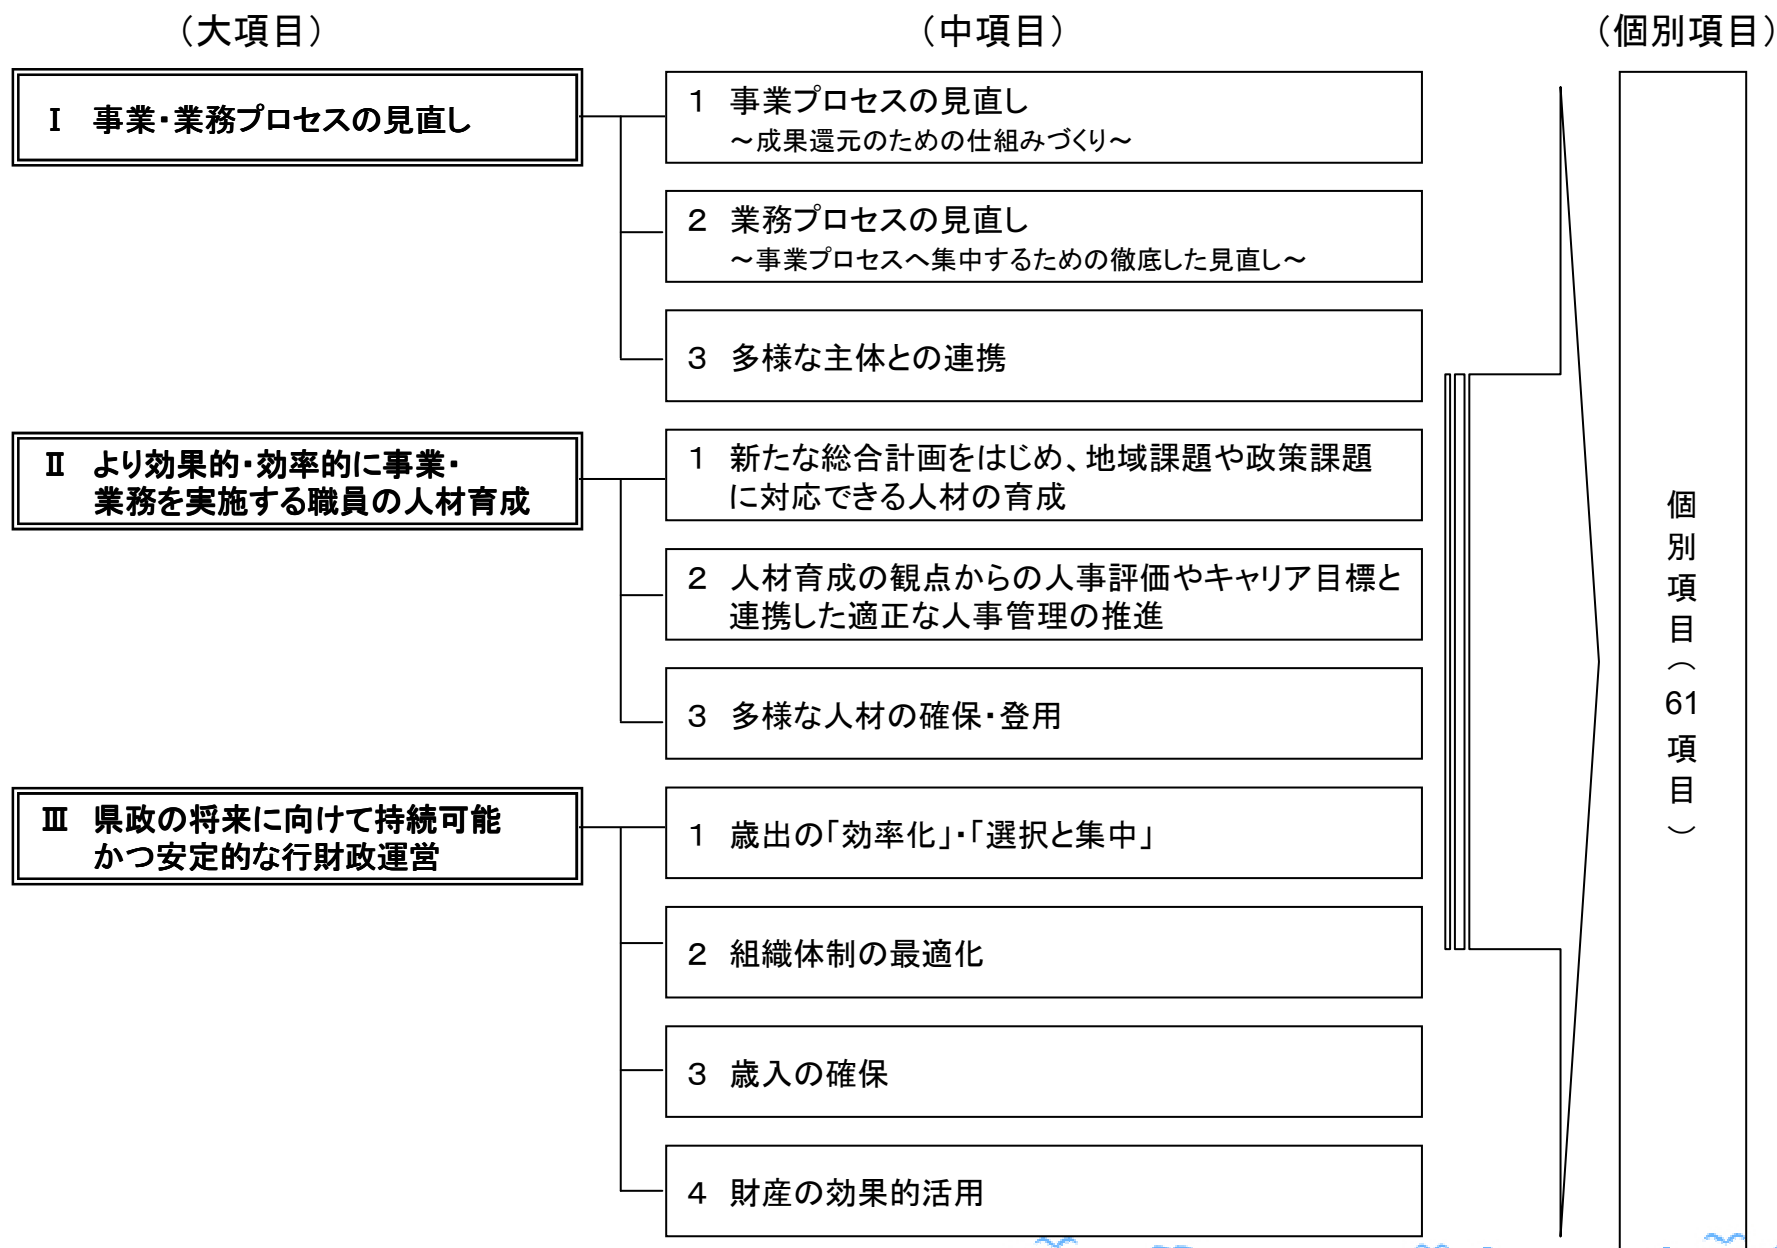 （大項目）
（中項目）
（個別項目）
Ⅰ 事業・業務プロセスの見直し
1 事業プロセスの見直し
～成果還元のための仕組みづくり～
2 業務プロセスの見直し
～事業プロセスへ集中するための徹底した見直し～
3 多様な主体との連携
Ⅱ より効果的・効率的に事業・
業務を実施する職員の人材育成
1 新たな総合計画をはじめ、地域課題や政策課題
に対応できる人材の育成
2 人材育成の観点からの人事評価やキャリア目標と
連携した適正な人事管理の推進
3 多様な人材の確保・登用
Ⅲ 県政の将来に向けて持続可能
かつ安定的な行財政運営
1 歳出の「効率化」・「選択と集中」
2 組織体制の最適化
3 歳入の確保
4 財産の効果的活用
個別項目（61項目）